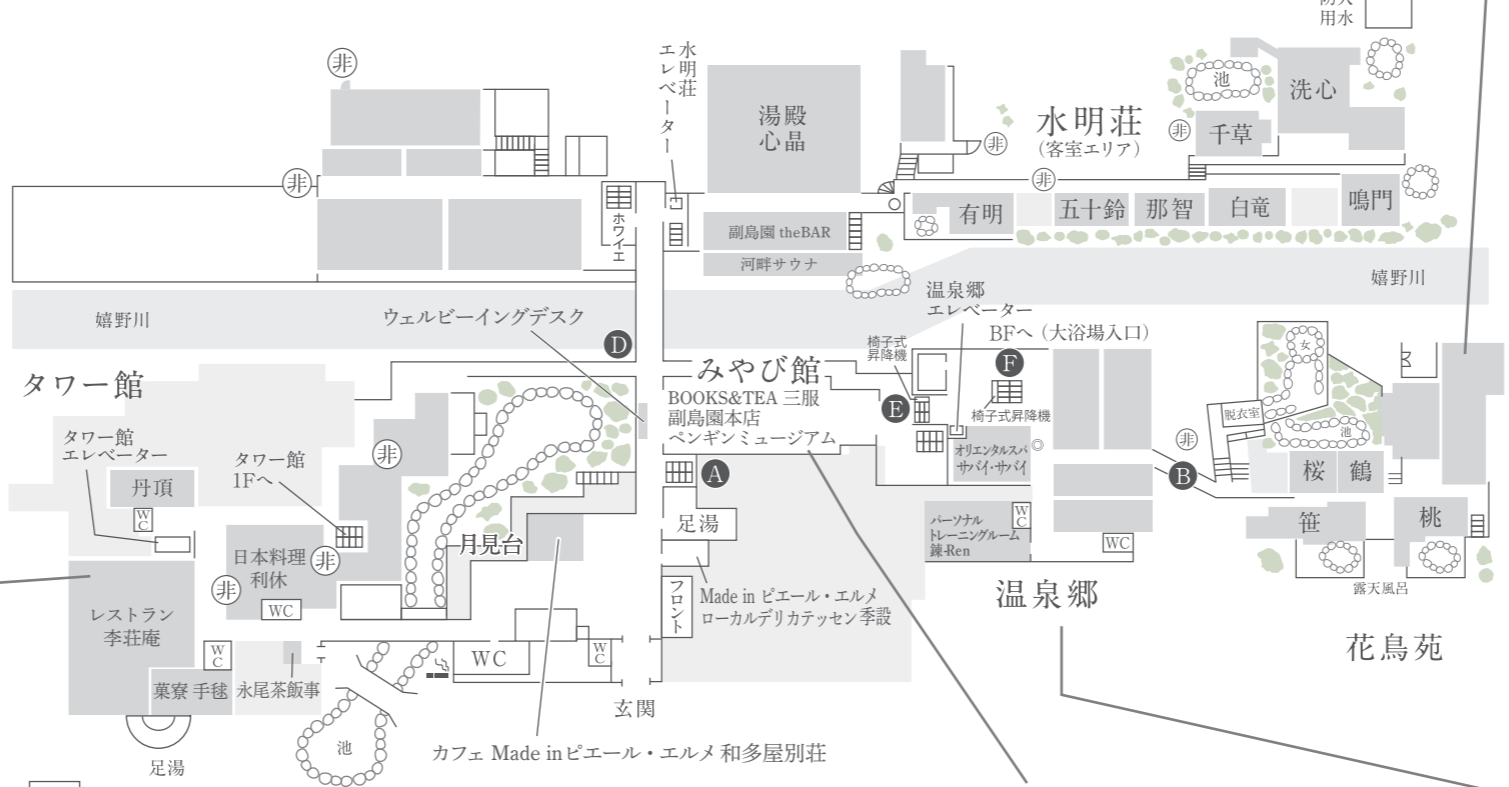 用水
非
水明荘
エレベーター
湯殿
心晶
非
水明荘
(客室エリア)
非
池
洗心
千草
非
非
ホワイエ
副島園 theBAR
河畔サウナ
非
有明
五十鈴
那智
白竜
鳴門
嬉野川
ウェルビーイングデスク
D
温泉郷
エレベーター
嬉野川
タワー館
みやび館
BOOKS&TEA 三服
副島園本店
ペンギンミュージアム
椅子式
昇降機
E
BFへ (大浴場入口)
F
椅子式昇降機
オリエンタルスパ
サバイ・サバイ
女
脱衣室
池
非
B
桜
鶴
笹
桃
露天風呂
タワー館
エレベーター
丹頂
WC
タワー館
1Fへ
非
日本料理
利休
非
非
WC
月見台
A
足湯
フロント
Made in ピエール・エルメ
ローカルデリカテッセン季設
パーソナル
トレーニングルーム
錬-Ren
WC
WC
温泉郷
花鳥苑
レストラン
李荘庵
WC
菓寮 手毬
永尾茶飯事
WC
WC
玄関
池
足湯
カフェ Made in ピエール・エルメ 和多屋別荘